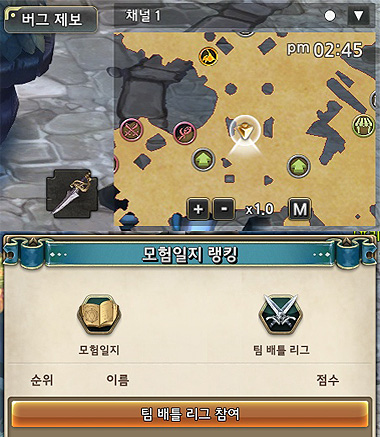 버그 제보
채널 1
pm 02:45
+ - x1.0 M
모험일지 랭킹
모험일지
팀 배틀 리그
순위 이름 점수
팀 배틀 리그 참여